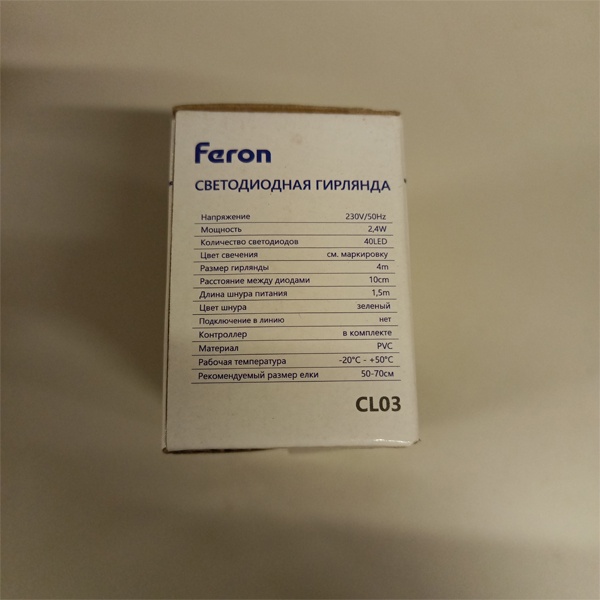 Feron
СВЕТОДИОДНАЯ ГИРЛЯНДА
Напряжение 230V/50Hz
Мощность 2,4W
Количество светодиодов 40LED
Цвет свечения см. маркировку
Размер гирлянды 4m
Расстояние между диодами 10cm
Длина шнура питания 1,5m
Цвет шнура зеленый
Подключение в линию нет
Контроллер в комплекте
Материал PVC
Рабочая температура -20°C - +50°C
Рекомендуемый размер елки 50-70см
CL03